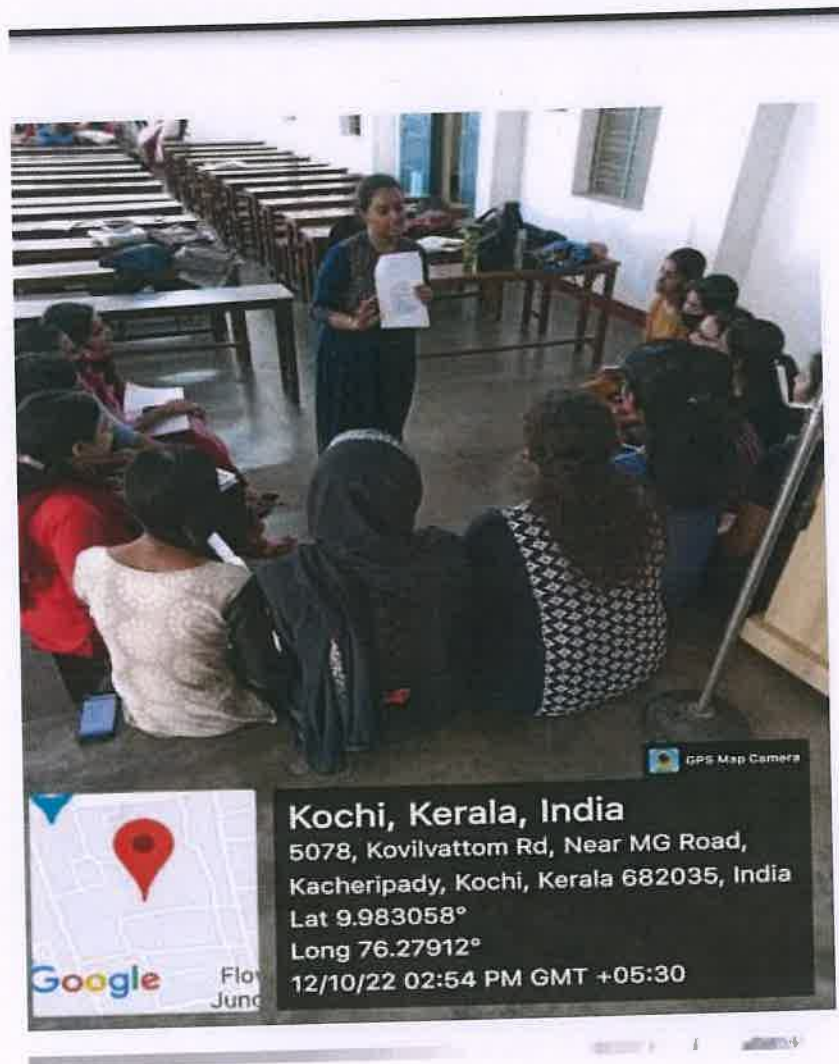 GPS Map Camera
Kochi, Kerala, India
5078, Kovilvattom Rd, Near MG Road,
Kacheripady, Kochi, Kerala 682035, India
Lat 9.983058°
Long 76.27912°
12/10/22 02:54 PM GMT +05:30
Google